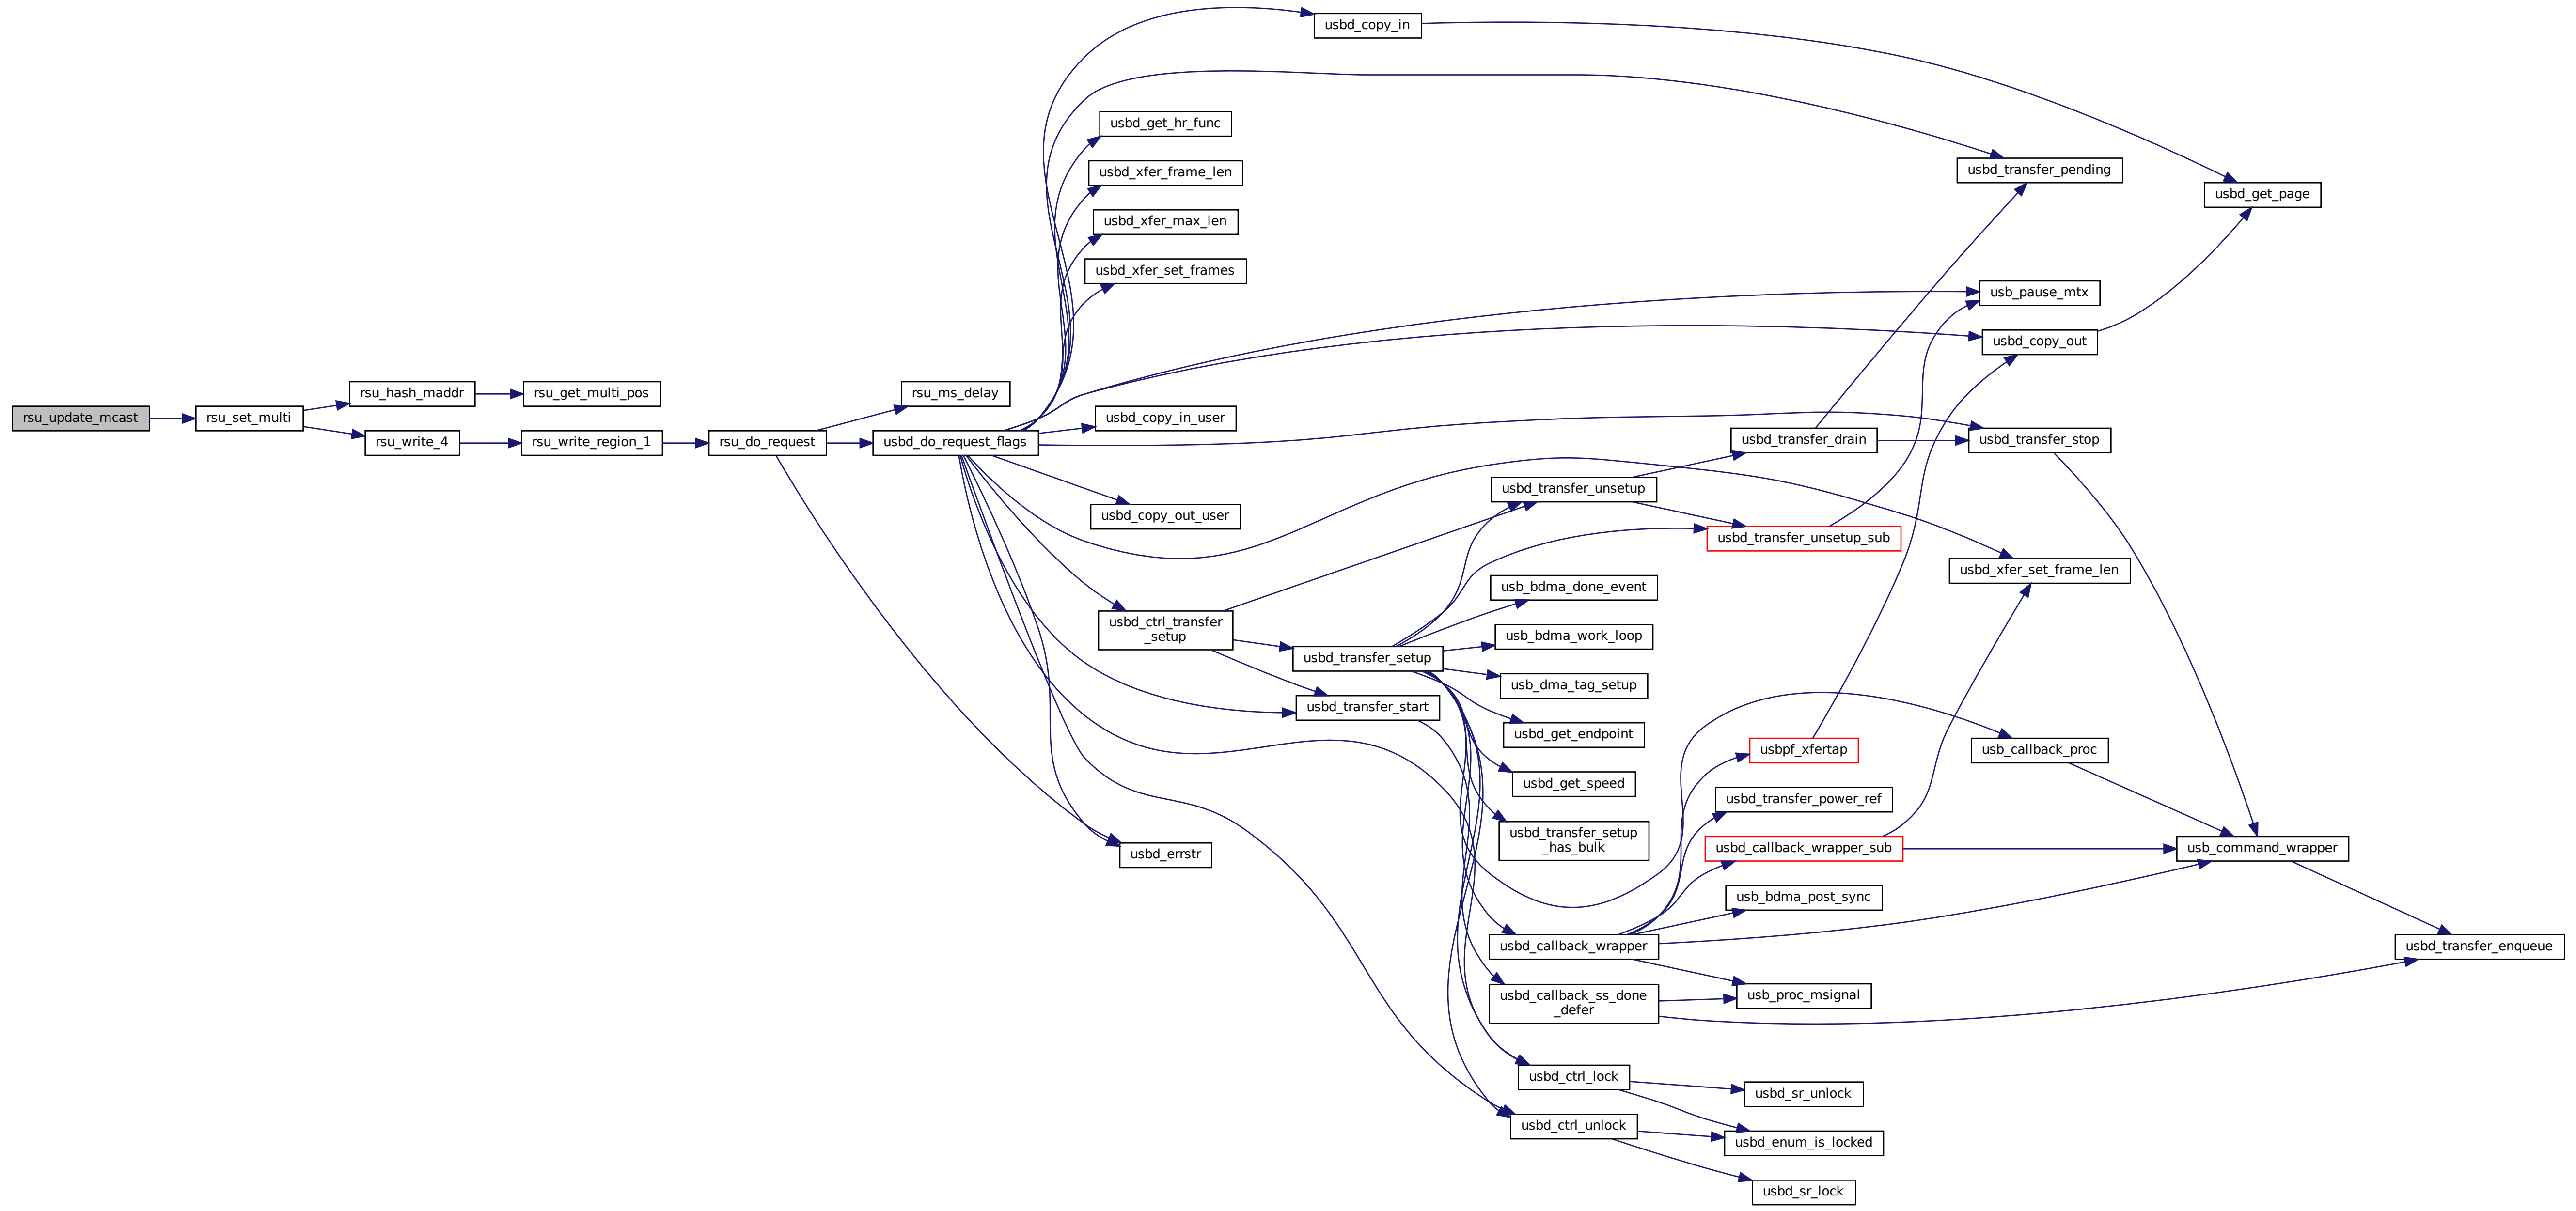 rsu_update_mcast
rsu_set_multi
rsu_hash_maddr
rsu_get_multi_pos
rsu_write_4
rsu_write_region_1
rsu_do_request
rsu_ms_delay
usbd_do_request_flags
usbd_errstr
usbd_copy_in
usbd_get_hr_func
usbd_xfer_frame_len
usbd_xfer_max_len
usbd_xfer_set_frames
usbd_copy_in_user
usbd_copy_out_user
usbd_ctrl_transfer
_setup
usbd_transfer_setup
usbd_transfer_start
usbd_transfer_unsetup
usb_bdma_done_event
usb_bdma_work_loop
usb_dma_tag_setup
usbd_get_endpoint
usbd_get_speed
usbd_transfer_setup
_has_bulk
usbd_callback_wrapper
usbd_callback_ss_done
_defer
usbd_ctrl_lock
usbd_ctrl_unlock
usbd_transfer_drain
usbd_transfer_unsetup_sub
usbpf_xfertap
usbd_transfer_power_ref
usbd_callback_wrapper_sub
usb_bdma_post_sync
usb_proc_msignal
usbd_sr_unlock
usbd_enum_is_locked
usbd_sr_lock
usbd_transfer_pending
usb_pause_mtx
usbd_copy_out
usbd_transfer_stop
usbd_xfer_set_frame_len
usb_callback_proc
usbd_get_page
usb_command_wrapper
usbd_transfer_enqueue